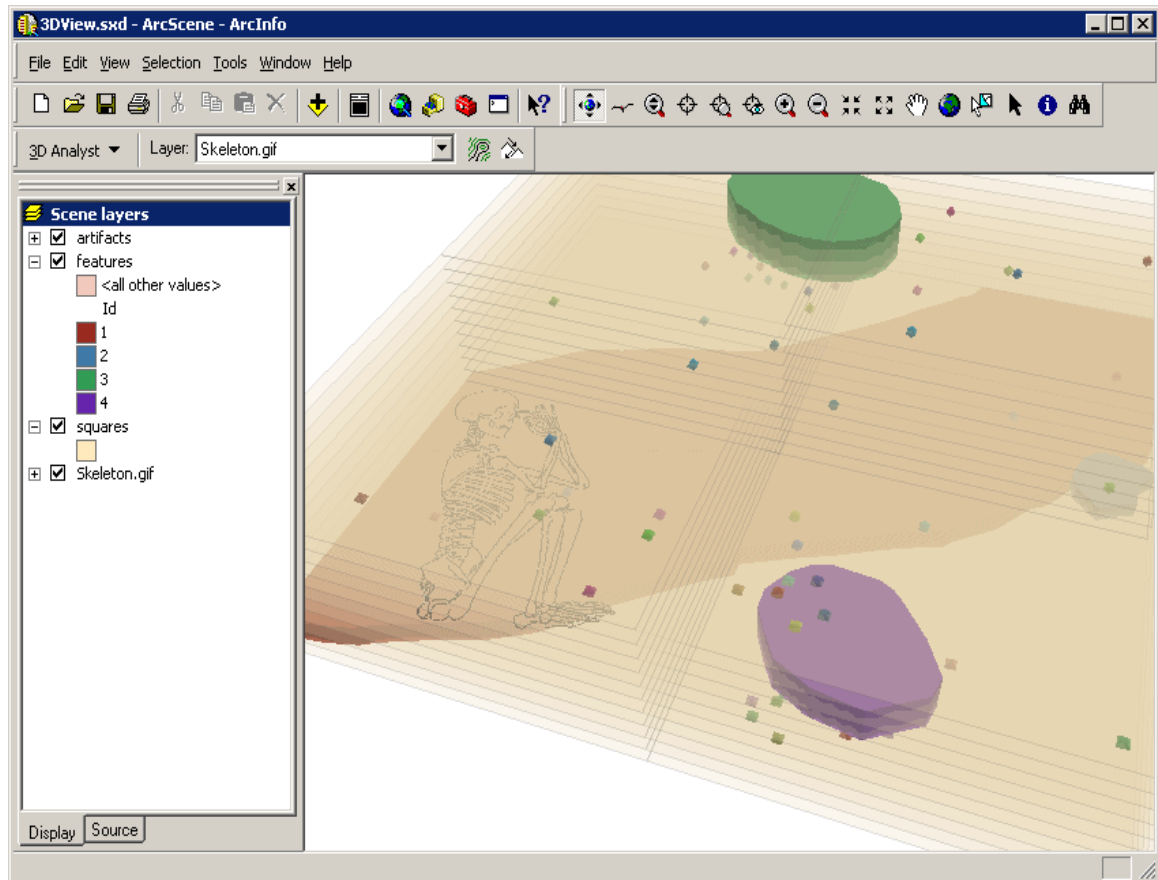 3DView.sxd - ArcScene - ArcInfo
File Edit View Selection Tools Window Help
3D Analyst Layer: Skeleton.gif
Scene layers
artifacts
features
<all other values>
Id
1
2
3
4
squares
Skeleton.gif
Display Source